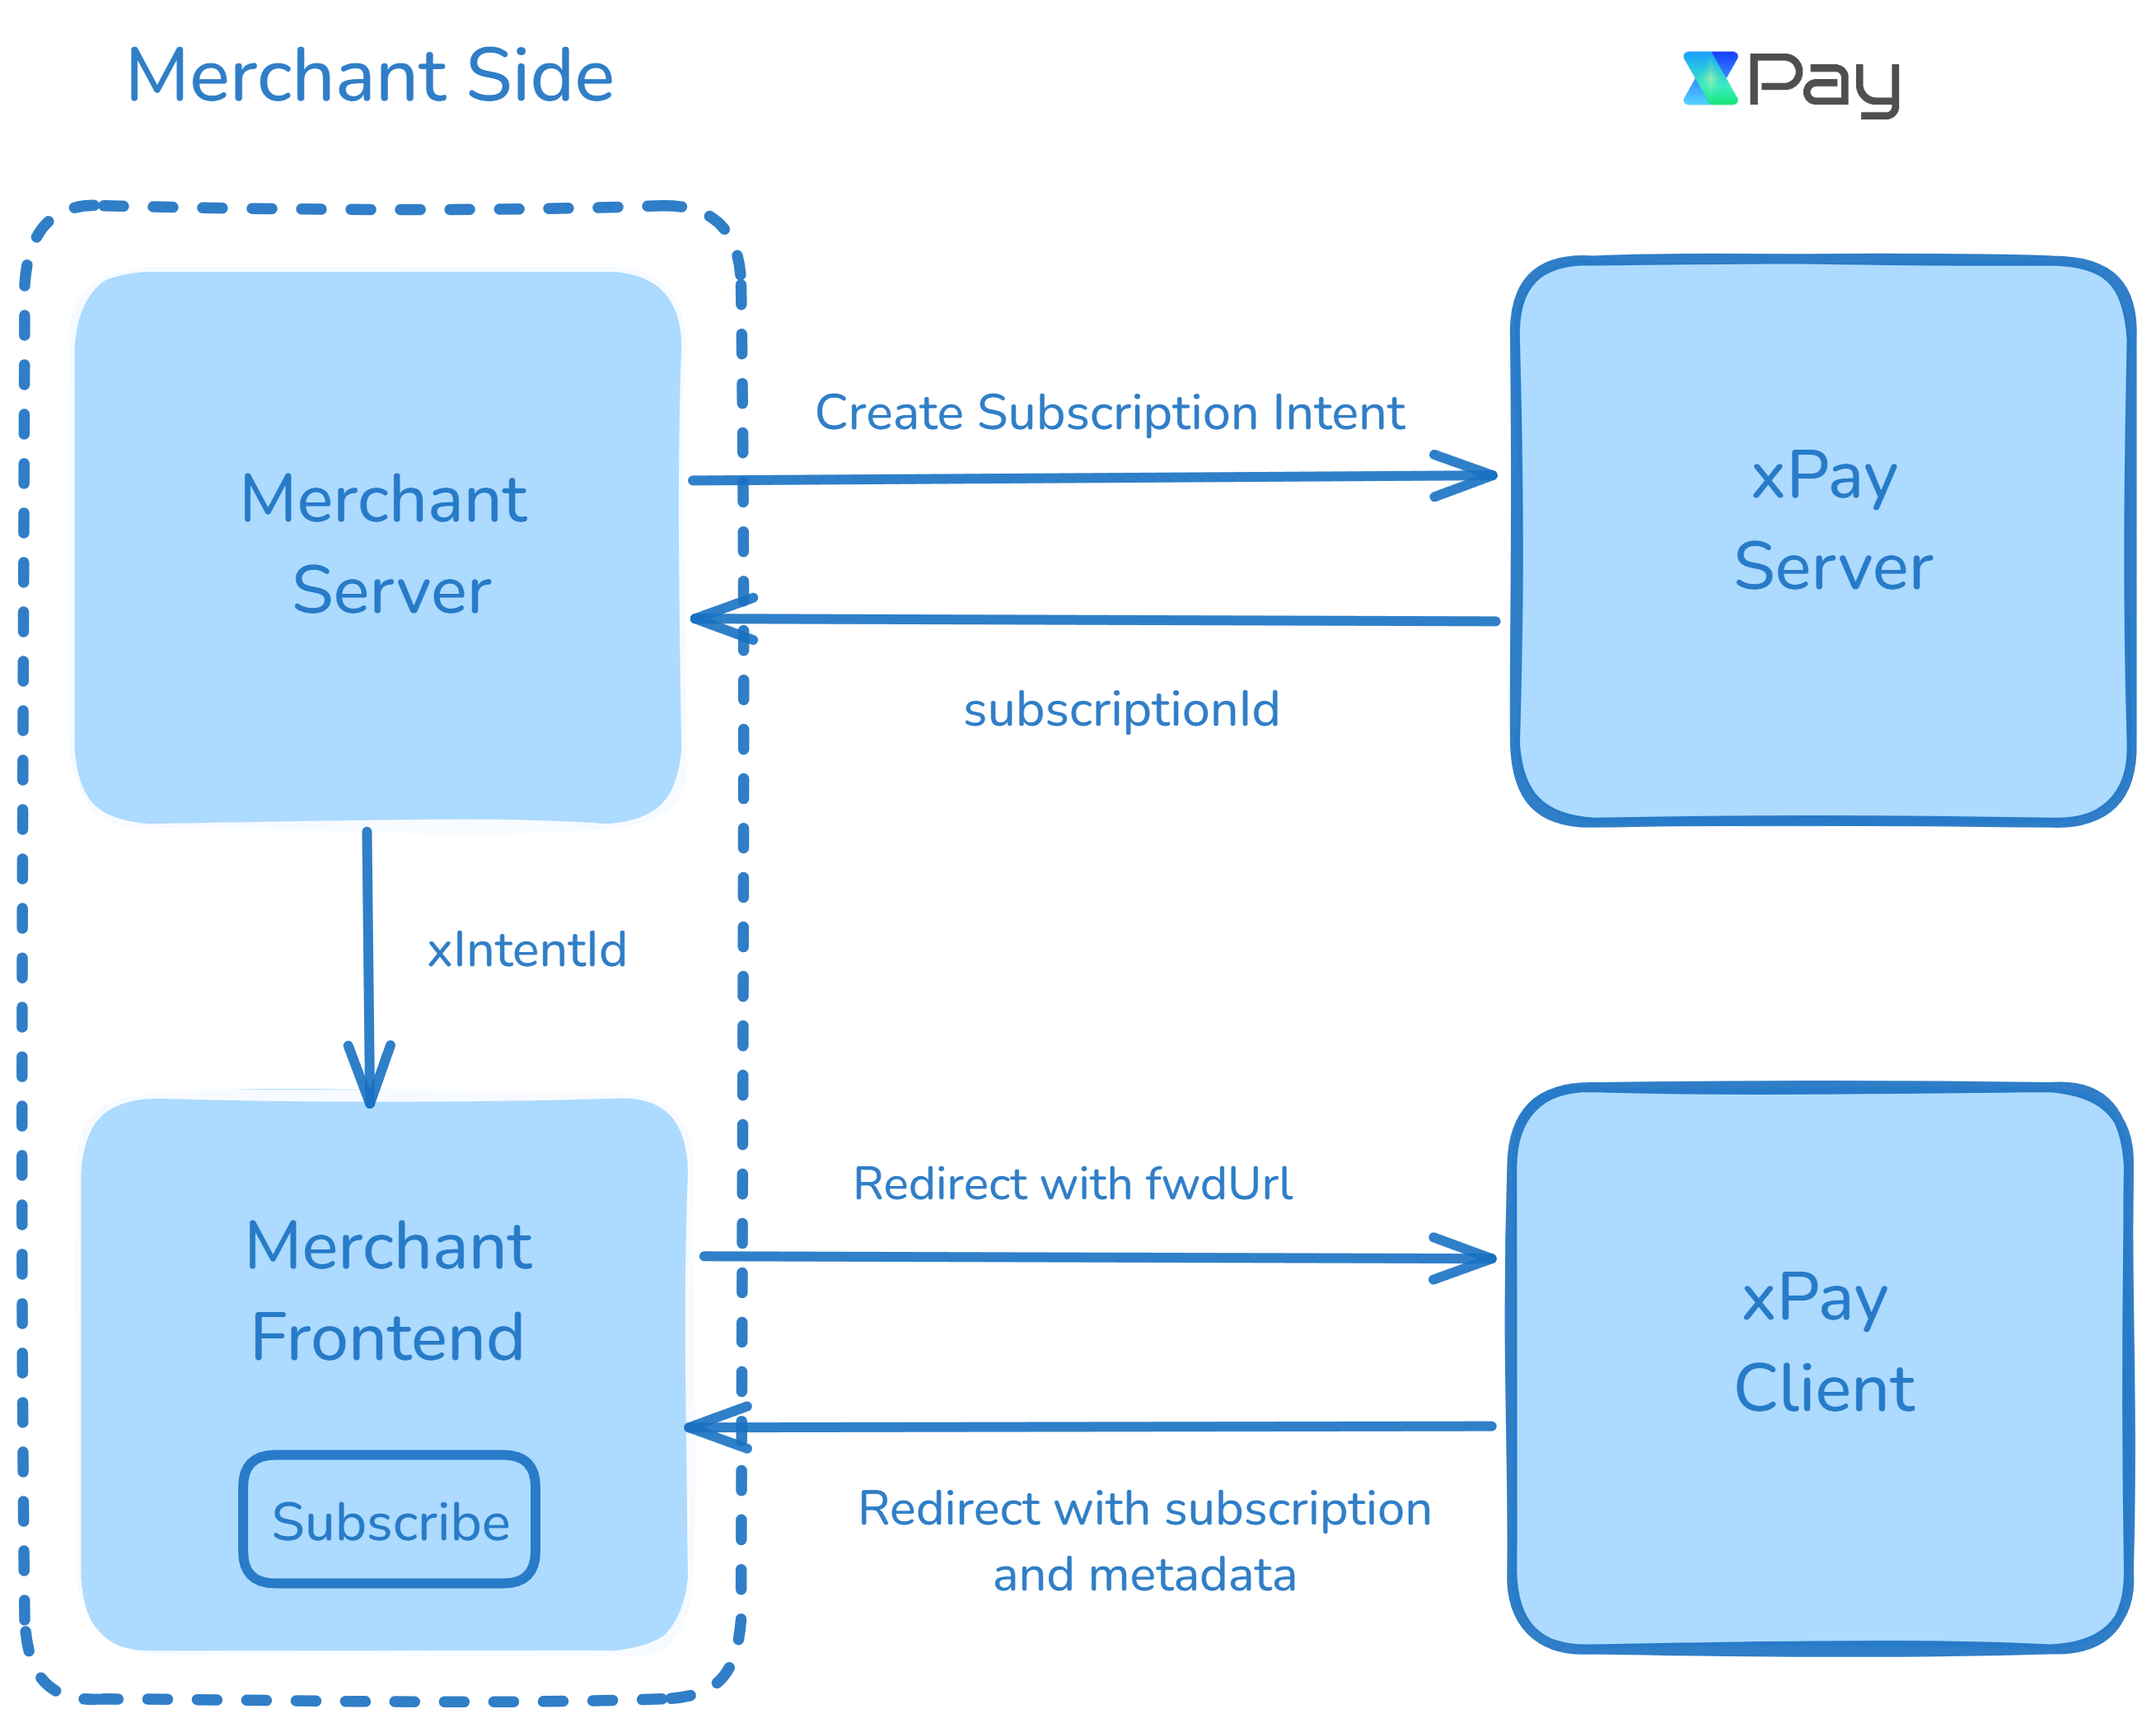 Merchant Side
Pay
Merchant
Server
Create Subscription Intent
xPay
Server
subscriptionId
xIntentId
Merchant
Frontend
Subscribe
Redirect with fwdUrl
xPay
Client
Redirect with subscription
and metadata